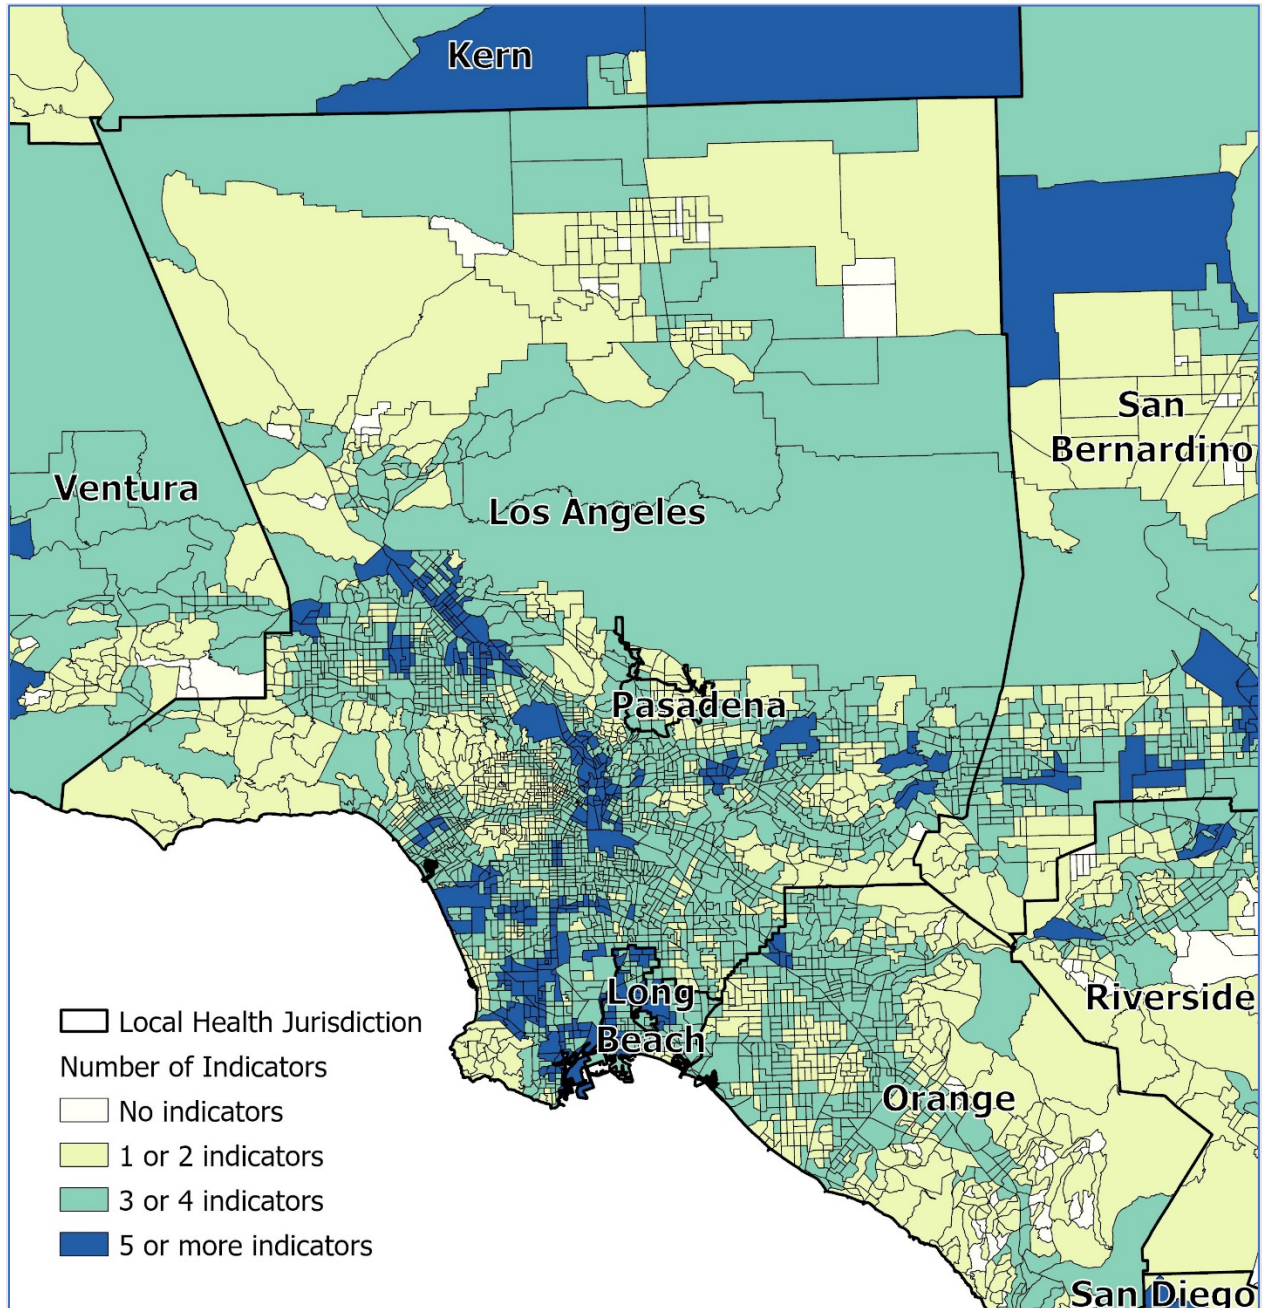 Kern
San
Bernardino
Ventura
Los Angeles
Pasadena
Long
Beach
Riverside
Orange
San Diego
Local Health Jurisdiction
Number of Indicators
No indicators
1 or 2 indicators
3 or 4 indicators
5 or more indicators